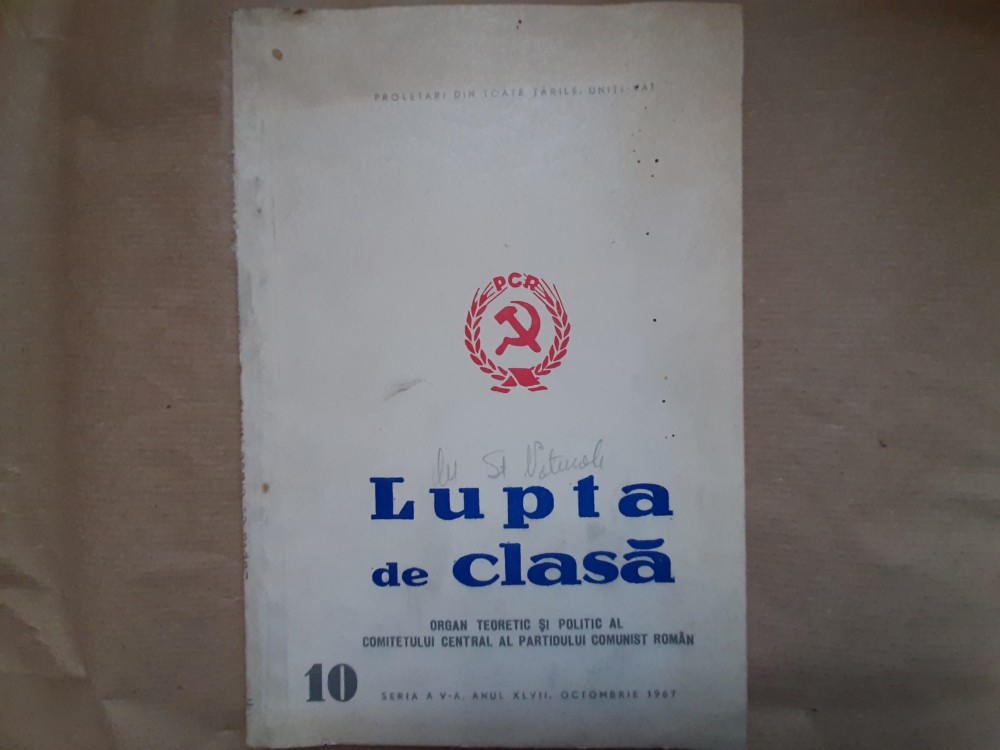 PROLETARI DIN TOATE ȚĂRILE, UNIȚI-VĂ!
PCR
St
Lupta
de clasă
ORGAN TEORETIC ȘI POLITIC AL
COMITETULUI CENTRAL AL PARTIDULUI COMUNIST ROMÂN
10 SERIA A V-A, ANUL XLVII, OCTOMBRIE 1967